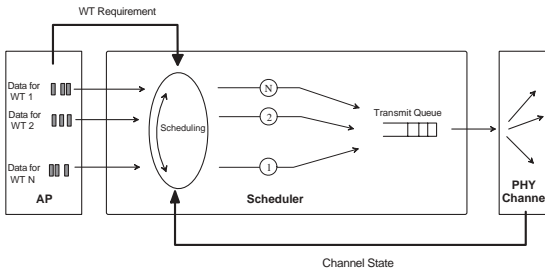 WT Requirement
Data for
WT 1
Data for
WT 2
Data for
WT N
AP
Scheduling
N
2
1
Transmit Queue
Scheduler
PHY
Channel
Channel State